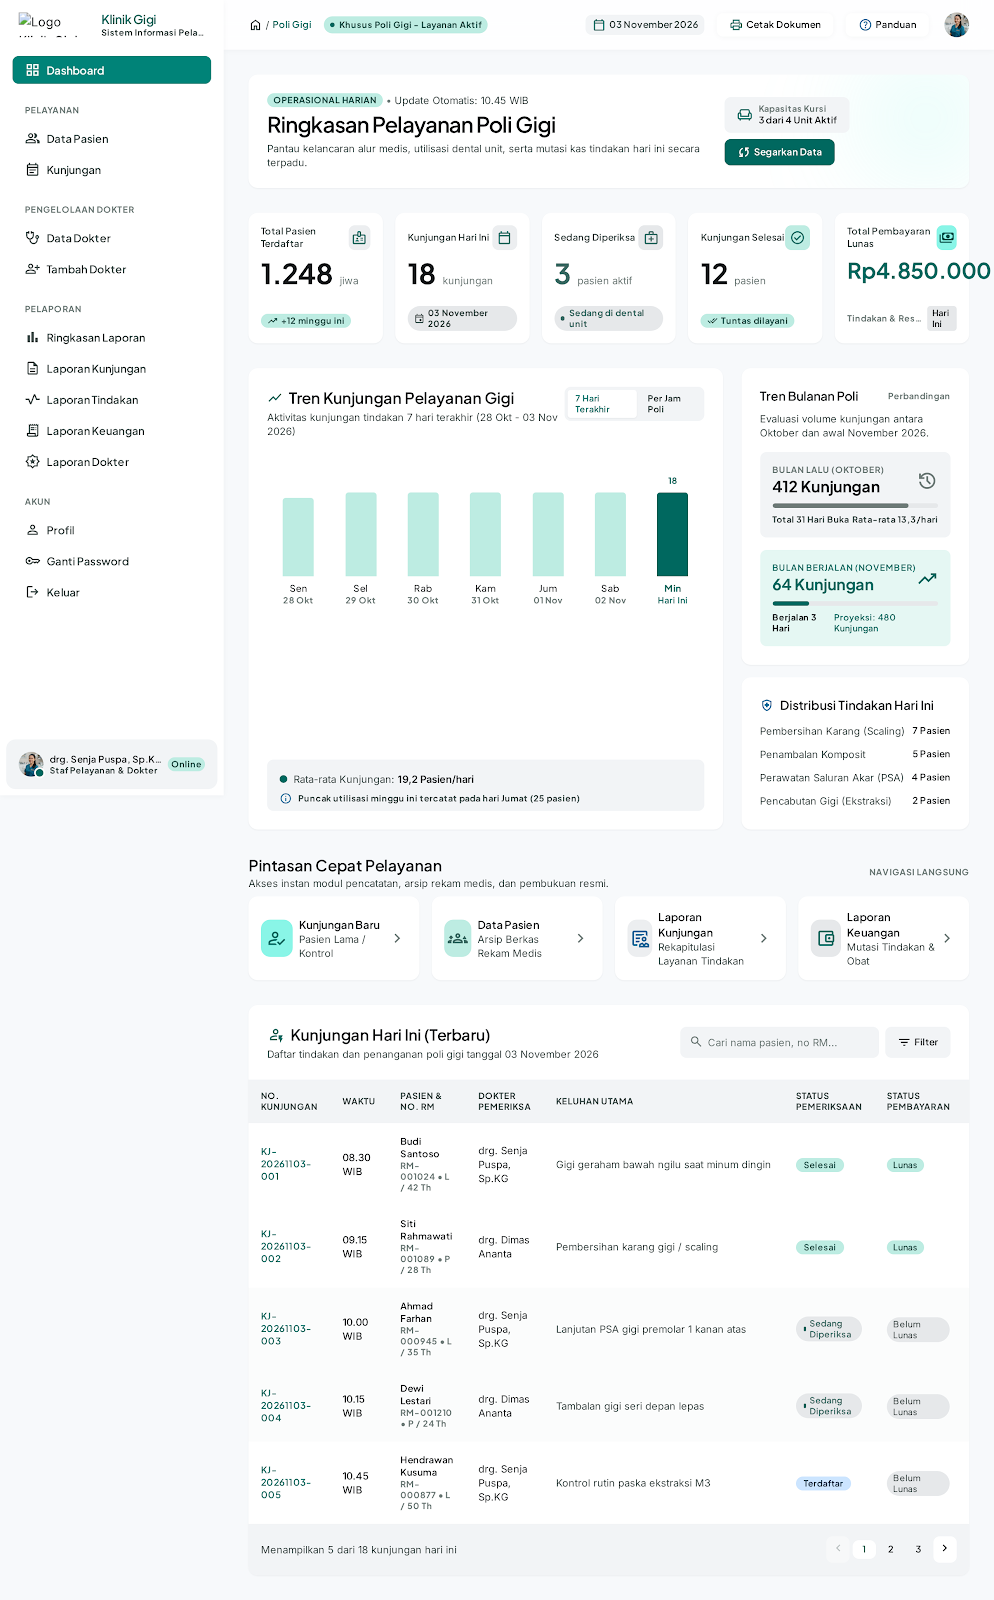 Logo
Klinik Gigi
Klinik Gigi
Sistem Informasi Pela...
Dashboard
PELAYANAN
Data Pasien
Kunjungan
PENGELOLAAN DOKTER
Data Dokter
Tambah Dokter
PELAPORAN
Ringkasan Laporan
Laporan Kunjungan
Laporan Tindakan
Laporan Keuangan
Laporan Dokter
AKUN
Profil
Ganti Password
Keluar
drg. Senja Puspa, Sp.K...
Staf Pelayanan & Dokter
Online
/ Poli Gigi
Khusus Poli Gigi - Layanan Aktif
03 November 2026
Cetak Dokumen
Panduan
OPERASIONAL HARIAN • Update Otomatis: 10.45 WIB
Ringkasan Pelayanan Poli Gigi
Pantau kelancaran alur medis, utilisasi dental unit, serta mutasi kas tindakan hari ini secara
terpadu.
Kapasitas Kursi
3 dari 4 Unit Aktif
Segarkan Data
Total Pasien
Terdaftar
1.248 jiwa
+12 minggu ini
Kunjungan Hari Ini
18 kunjungan
03 November
2026
Sedang Diperiksa
3 pasien aktif
Sedang di dental
unit
Kunjungan Selesai
12 pasien
Tuntas dilayani
Total Pembayaran
Lunas
Rp4.850.000
Tindakan & Res...
Hari
Ini
Tren Kunjungan Pelayanan Gigi
Aktivitas kunjungan tindakan 7 hari terakhir (28 Okt - 03 Nov
2026)
7 Hari
Terakhir
Per Jam
Poli
18
Sen
28 Okt
Sel
29 Okt
Rab
30 Okt
Kam
31 Okt
Jum
01 Nov
Sab
02 Nov
Min
Hari Ini
Rata-rata Kunjungan: 19,2 Pasien/hari
Puncak utilisasi minggu ini tercatat pada hari Jumat (25 pasien)
Tren Bulanan Poli
Perbandingan
Evaluasi volume kunjungan antara
Oktober dan awal November 2026.
BULAN LALU (OKTOBER)
412 Kunjungan
Total 31 Hari Buka Rata-rata 13,3/hari
BULAN BERJALAN (NOVEMBER)
64 Kunjungan
Berjalan 3
Hari
Proyeksi: 480
Kunjungan
Distribusi Tindakan Hari Ini
Pembersihan Karang (Scaling) 7 Pasien
Penambalan Komposit 5 Pasien
Perawatan Saluran Akar (PSA) 4 Pasien
Pencabutan Gigi (Ekstraksi) 2 Pasien
Pintasan Cepat Pelayanan
Akses instan modul pencatatan, arsip rekam medis, dan pembukuan resmi.
NAVIGASI LANGSUNG
Kunjungan Baru
Pasien Lama /
Kontrol
Data Pasien
Arsip Berkas
Rekam Medis
Laporan
Kunjungan
Rekapitulasi
Layanan Tindakan
Laporan
Keuangan
Mutasi Tindakan &
Obat
Kunjungan Hari Ini (Terbaru)
Daftar tindakan dan penanganan poli gigi tanggal 03 November 2026
Cari nama pasien, no RM...
Filter
NO.
KUNJUNGAN
WAKTU
PASIEN &
NO. RM
DOKTER
PEMERIKSA
KELUHAN UTAMA
STATUS
PEMERIKSAAN
STATUS
PEMBAYARAN
KJ-
20261103-
001
08.30
WIB
Budi
Santoso
RM-
001024 • L
/ 42 Th
drg. Senja
Puspa,
Sp.KG
Gigi geraham bawah ngilu saat minum dingin
Selesai
Lunas
KJ-
20261103-
002
09.15
WIB
Siti
Rahmawati
RM-
001089 • P
/ 28 Th
drg. Dimas
Ananta
Pembersihan karang gigi / scaling
Selesai
Lunas
KJ-
20261103-
003
10.00
WIB
Ahmad
Farhan
RM-
000945 • L
/ 35 Th
drg. Senja
Puspa,
Sp.KG
Lanjutan PSA gigi premolar 1 kanan atas
Sedang
Diperiksa
Belum
Lunas
KJ-
20261103-
004
10.15
WIB
Dewi
Lestari
RM-001210
• P / 24 Th
drg. Dimas
Ananta
Tambalan gigi seri depan lepas
Sedang
Diperiksa
Belum
Lunas
KJ-
20261103-
005
10.45
WIB
Hendrawan
Kusuma
RM-
000877 • L
/ 50 Th
drg. Senja
Puspa,
Sp.KG
Kontrol rutin paska ekstraksi M3
Terdaftar
Belum
Lunas
Menampilkan 5 dari 18 kunjungan hari ini
1 2 3